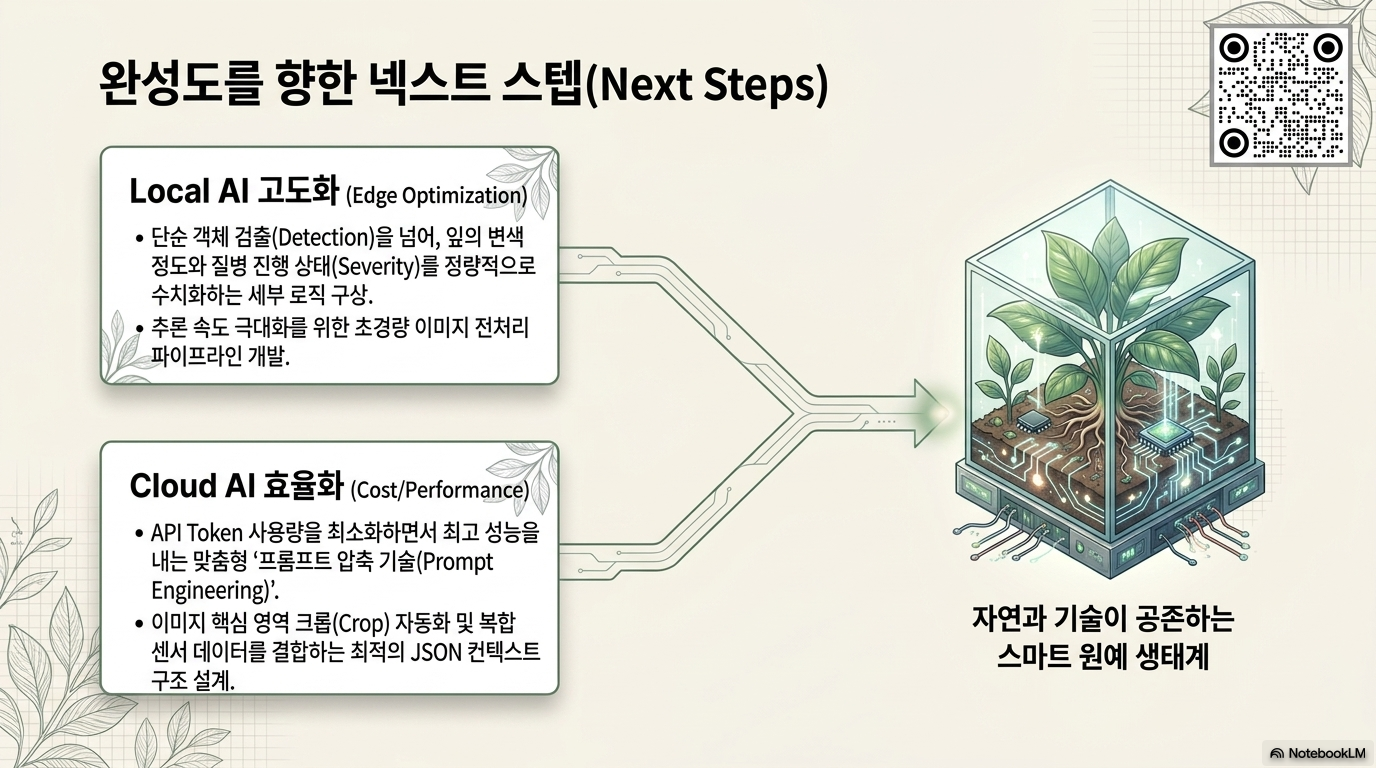 완성도를 향한 넥스트 스텝(Next Steps)
Local AI 고도화 (Edge Optimization)
• 단순 객체 검출(Detection)을 넘어, 잎의 변색
정도와 질병 진행 상태(Severity)를 정량적으로
수치화하는 세부 로직 구상.
• 추론 속도 극대화를 위한 초경량 이미지 전처리
파이프라인 개발.
Cloud AI 효율화 (Cost/Performance)
• API Token 사용량을 최소화하면서 최고 성능을
내는 맞춤형 ‘프롬프트 압축 기술(Prompt
Engineering)’.
• 이미지 핵심 영역 크롭(Crop) 자동화 및 복합
센서 데이터를 결합하는 최적의 JSON 컨텍스트
구조 설계.
자연과 기술이 공존하는
스마트 원예 생태계
NotebookLM